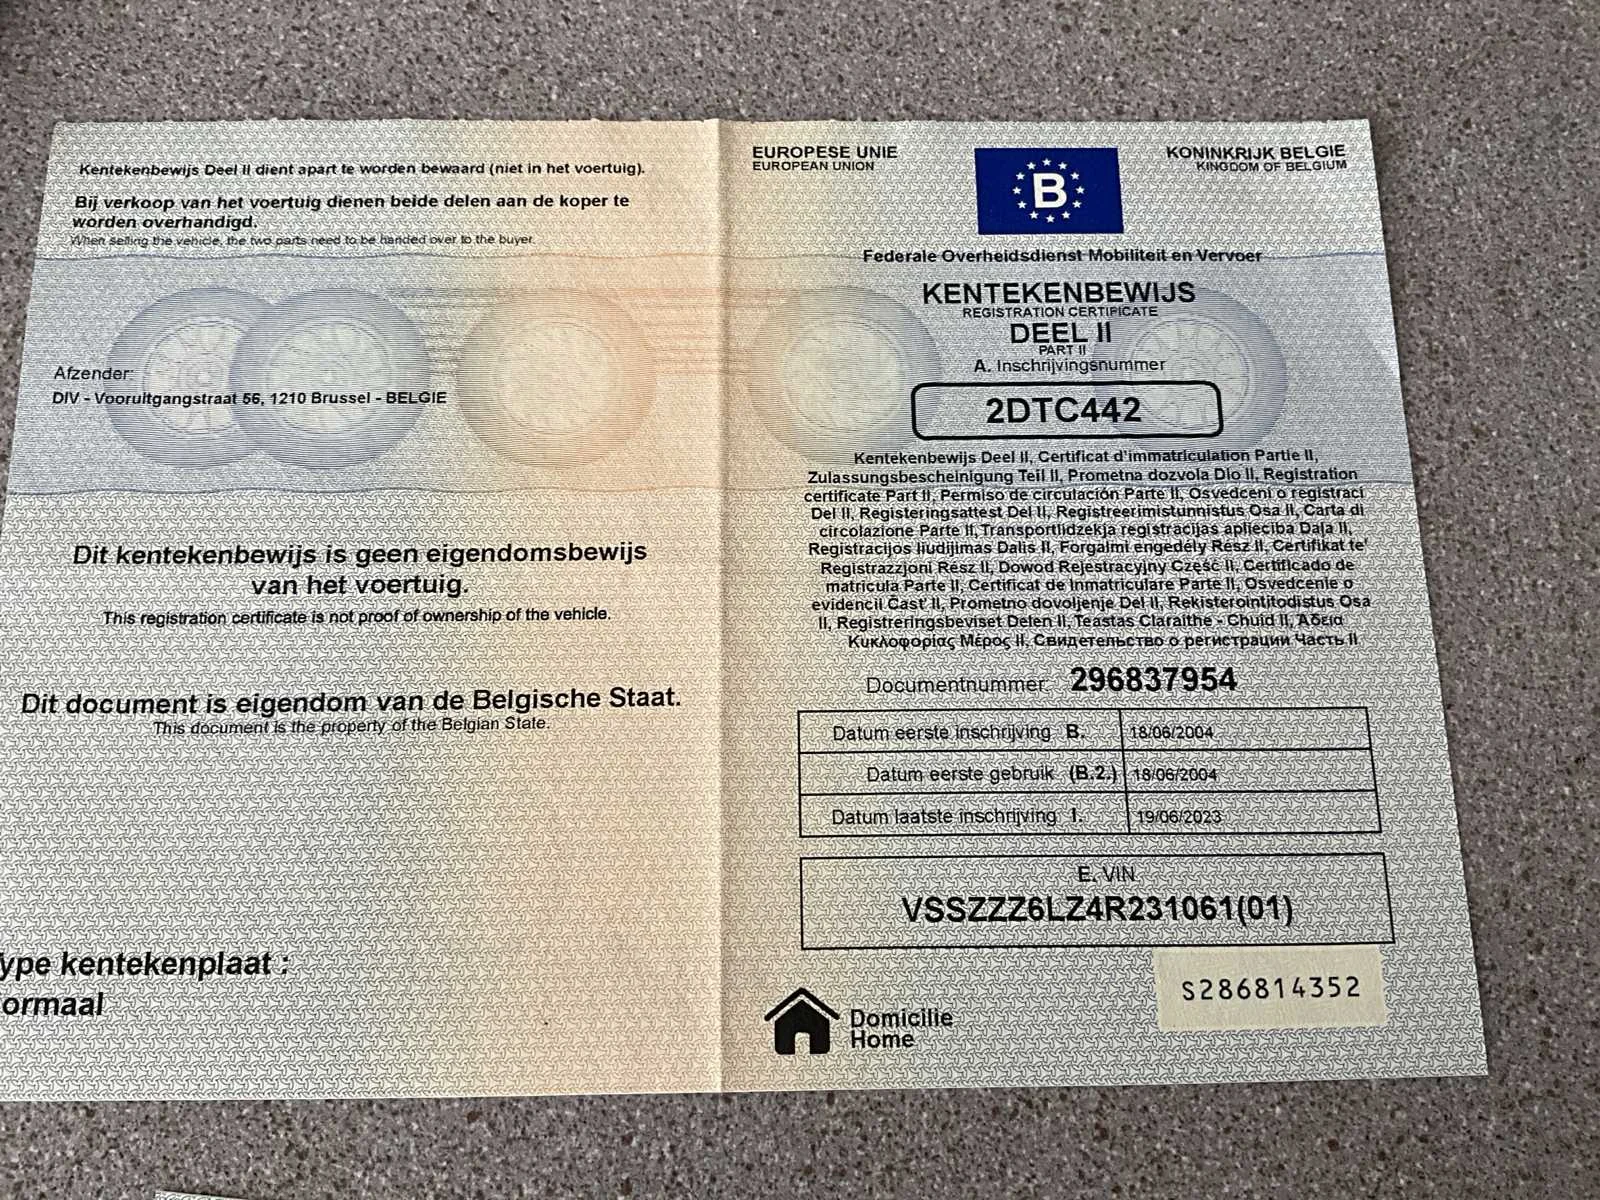 Kentekenbewijs Deel II dient apart te worden bewaard (niet in het voertuig).
Bij verkoop van het voertuig dienen beide delen aan de koper te
worden overhandigd.
When selling the vehicle, the two parts need to be handed over to the buyer.
Afzender:
DIV - Vooruitgangstraat 56, 1210 Brussel - BELGIE
Dit kentekenbewijs is geen eigendomsbewijs
van het voertuig.
This registration certificate is not proof of ownership of the vehicle.
Dit document is eigendom van de Belgische Staat.
This document is the property of the Belgian State.
ype kentekenplaat :
ormaal
EUROPESE UNIE
EUROPEAN UNION
B
KONINKRIJK BELGIE
KINGDOM OF BELGIUM
Federale Overheidsdienst Mobiliteit en Vervoer
KENTEKENBEWIJS
REGISTRATION CERTIFICATE
DEEL II
PART II
A. Inschrijvingsnummer
2DTC442
Kentekenbewijs Deel II, Certificat d'immatriculation Partie II,
Zulassungsbescheinigung Teil II, Prometna dozvola Dio II, Registration
certificate Part II, Permiso de circulación Parte II, Osvedceni o registraci
Del II, Registeringsattest Del II, Registreerimistunnistus Osa II, Carta di
circolazione Parte II, Transportlidzekja registracijas aplieciba Daļa II,
Registracijos liudijimas Dalis II, Forgalmi engedély Rész II, Certifikat te'
Registrazzjoni Rész II, Dowod Rejestracyjny Część II, Certificado de
matricula Parte II, Certificat de Inmatriculare Parte II, Osvedcenie o
evidencii Časť II, Prometno dovoljenje Del II, Rekisterointitodistus Osa
II, Registreringsbeviset Delen II, Teastas Claraithe - Chuid II, Άδεια
Κυκλοφορίας Μέρος II, Свидетельство о регистрации Часть II
Documentnummer: 296837954
Datum eerste inschrijving B. 18/06/2004
Datum eerste gebruik (B.2.) 18/06/2004
Datum laatste inschrijving I. 19/06/2023
E. VIN
VSSZZZ6LZ4R231061(01)
S286814352
Domicilie
Home